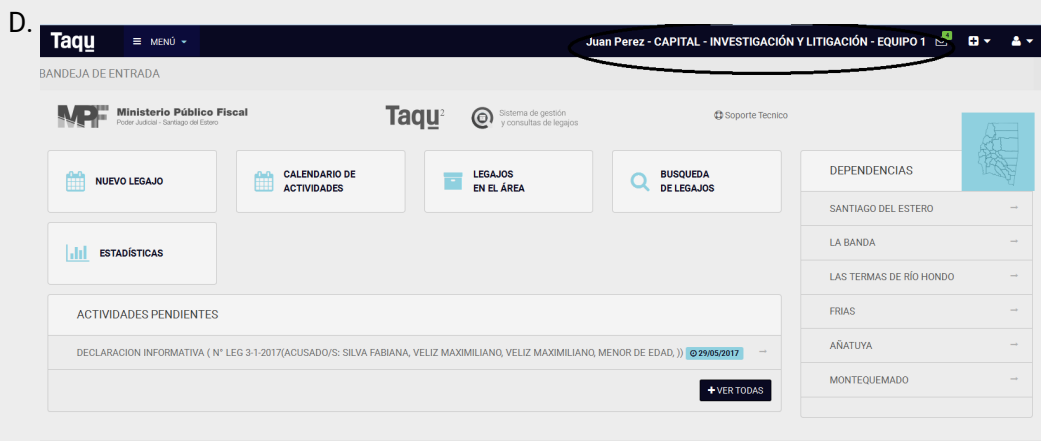 D.
Taqu MENÚ Juan Perez - CAPITAL - INVESTIGACIÓN Y LITIGACIÓN - EQUIPO 1 4
BANDEJA DE ENTRADA
MPF Ministerio Público Fiscal
Poder Judicial - Santiago del Estero
Taqu2
Sistema de gestión
y consultas de legajos
Soporte Tecnico
NUEVO LEGAJO
CALENDARIO DE
ACTIVIDADES
LEGAJOS
EN EL ÁREA
BUSQUEDA
DE LEGAJOS
ESTADÍSTICAS
ACTIVIDADES PENDIENTES
DECLARACION INFORMATIVA ( N° LEG 3-1-2017(ACUSADO/S: SILVA FABIANA, VELIZ MAXIMILIANO, VELIZ MAXIMILIANO, MENOR DE EDAD, )) 29/05/2017
+ VER TODAS
DEPENDENCIAS
SANTIAGO DEL ESTERO
LA BANDA
LAS TERMAS DE RÍO HONDO
FRIAS
AÑATUYA
MONTEQUEMADO